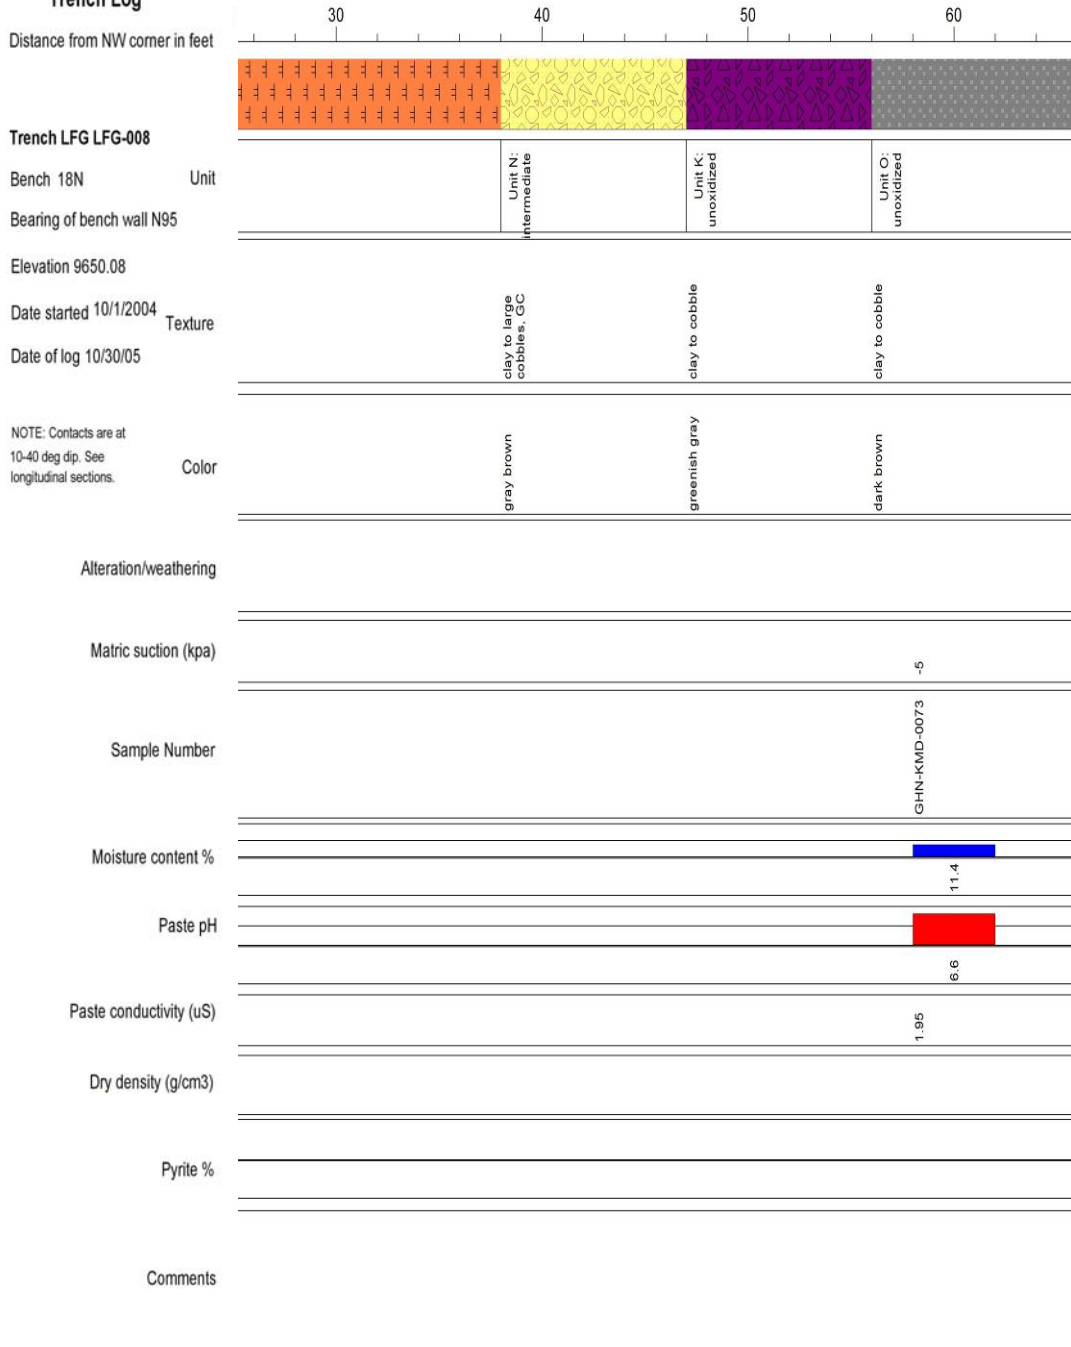 Trench Log
30 40 50 60
Distance from NW corner in feet
Trench LFG LFG-008
Bench 18N
Unit
Bearing of bench wall N95
Unit N:
intermediate
Unit K:
unoxidized
Unit O:
unoxidized
Elevation 9650.08
Date started 10/1/2004
Texture
Date of log 10/30/05
clay to large
cobbles, GC
clay to cobble
clay to cobble
NOTE: Contacts are at
10-40 deg dip. See
longitudinal sections.
Color
gray brown
greenish gray
dark brown
Alteration/weathering
Matric suction (kpa)
-5
Sample Number
GHN-KMD-0073
Moisture content %
11.4
Paste pH
6.6
Paste conductivity (uS)
1.95
Dry density (g/cm3)
Pyrite %
Comments